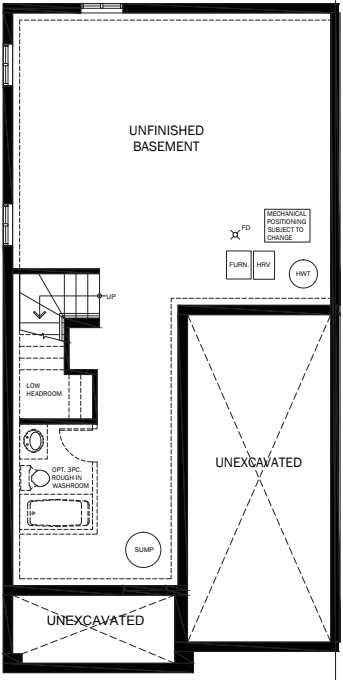 UNFINISHED
BASEMENT
MECHANICAL
POSITIONING
SUBJECT TO
CHANGE
FD
FURN.
HRV
HWT
UP
LOW
HEADROOM
UNEXCAVATED
OPT. 3PC.
ROUGH-IN
WASHROOM
SUMP
UNEXCAVATED